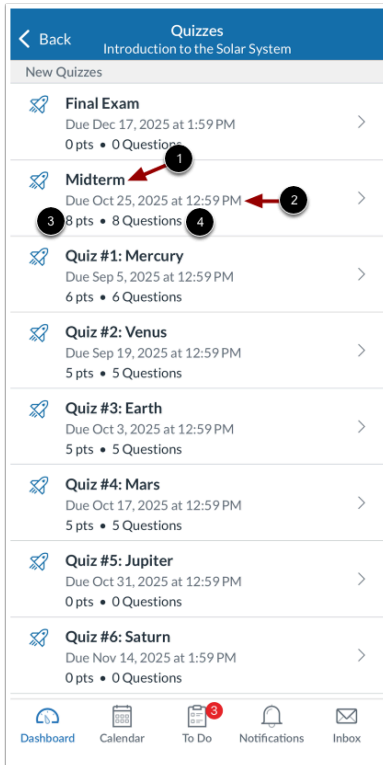 Back
Quizzes
Introduction to the Solar System
New Quizzes
Final Exam
Due Dec 17, 2025 at 1:59 PM
0 pts • 0 Questions
1
Midterm
Due Oct 25, 2025 at 12:59 PM
2
3
8 pts • 8 Questions
4
Quiz #1: Mercury
Due Sep 5, 2025 at 12:59 PM
6 pts • 6 Questions
Quiz #2: Venus
Due Sep 19, 2025 at 12:59 PM
5 pts • 5 Questions
Quiz #3: Earth
Due Oct 3, 2025 at 12:59 PM
5 pts • 5 Questions
Quiz #4: Mars
Due Oct 17, 2025 at 12:59 PM
5 pts • 5 Questions
Quiz #5: Jupiter
Due Oct 31, 2025 at 12:59 PM
0 pts • 0 Questions
Quiz #6: Saturn
Due Nov 14, 2025 at 1:59 PM
0 pts • 0 Questions
3
Dashboard
Calendar
To Do
Notifications
Inbox